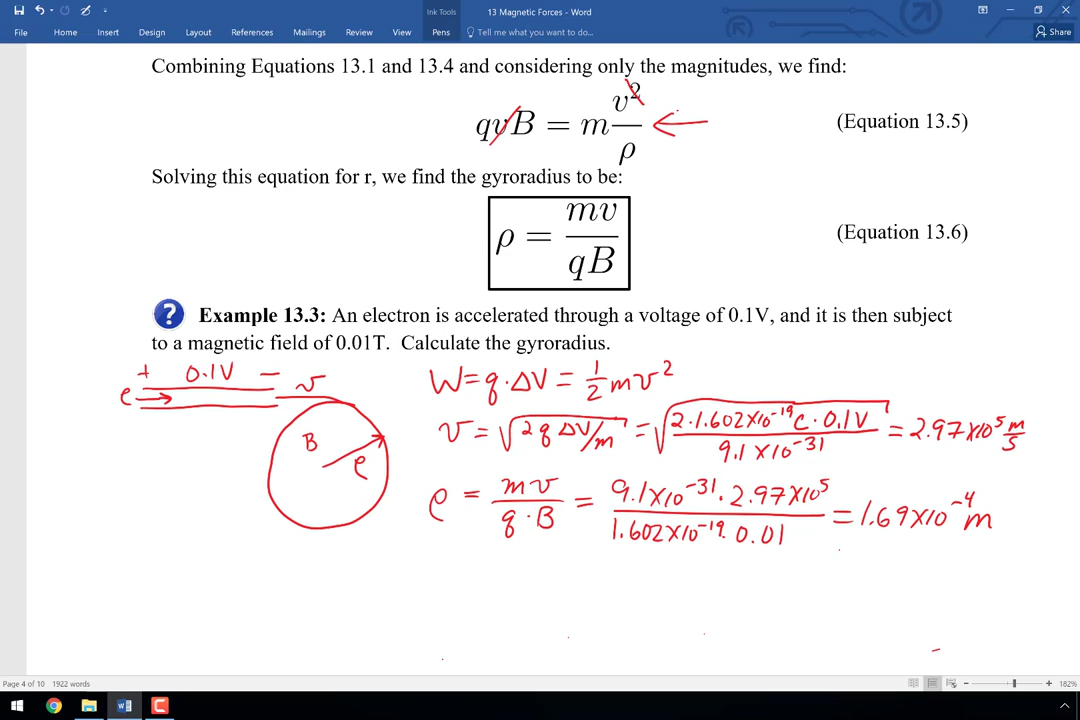 Ink Tools
13 Magnetic Forces - Word
File Home Insert Design Layout References Mailings Review View Pens Tell me what you want to do... Share
Combining Equations 13.1 and 13.4 and considering only the magnitudes, we find:
qvB = m v²/ρ (Equation 13.5)
Solving this equation for r, we find the gyroradius to be:
ρ = mv/qB (Equation 13.6)
? Example 13.3: An electron is accelerated through a voltage of 0.1V, and it is then subject
to a magnetic field of 0.01T. Calculate the gyroradius.
+ 0.1V − v
e
B
ρ
W = q·ΔV = 1/2 mv²
v = √2qΔV/m = √(2·1.602×10⁻¹⁹C·0.1V / 9.1×10⁻³¹) = 2.97×10⁵ m/s
ρ = mv/q·B = 9.1×10⁻³¹·2.97×10⁵ / 1.602×10⁻¹⁹·0.01 = 1.69×10⁻⁴ m
Page 4 of 10 1922 words 182%